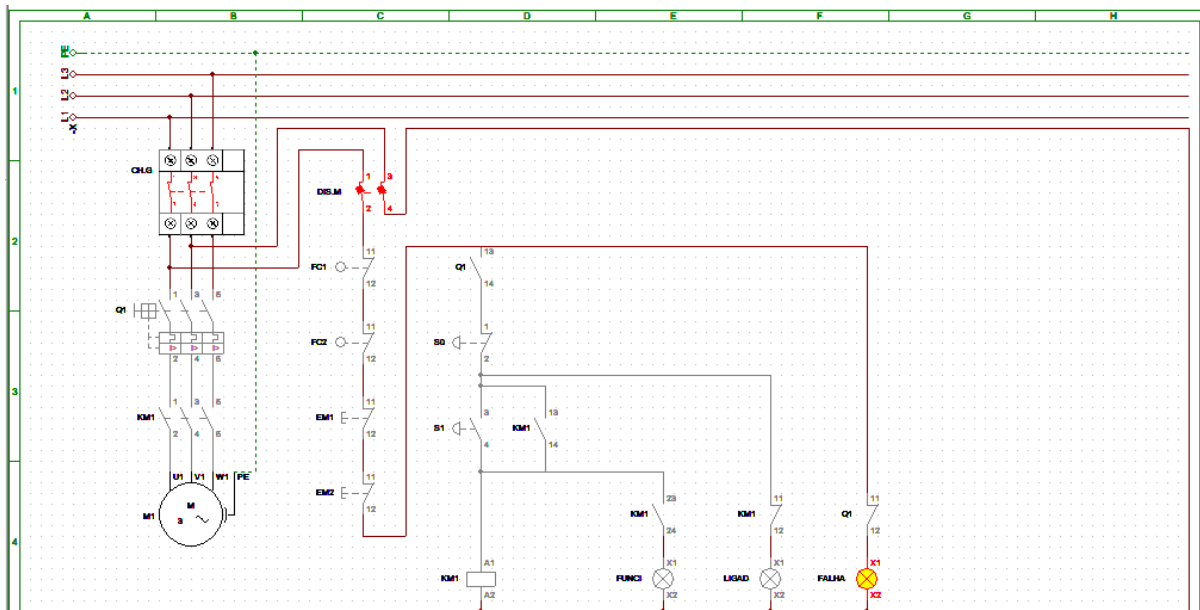 A B C D E F G H
PE
L3
1
L2
L1
-X
CH.G
1 3
DIS.M
2 4
2
11 13
FC1 Q1
12 14
1 3 5
Q1
11 1
FC2 S0
2 4 6 12 2
3
1 3 5 11 3 13
KM1 EM1 S1 KM1
2 4 6 12 4 14
U1 V1 W1 PE 11
EM2
12 23 11 11
M
M1 KM1 KM1 Q1
3
24 12 12
4
A1 X1 X1 X1
KM1 FUNCI LIGAD FALHA
A2 X2 X2 X2